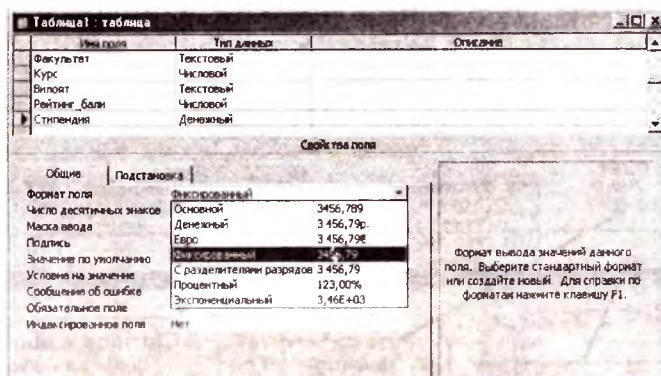 Таблица1 : таблица
Имя поля Тип данных Описание
Факультет Текстовый
Курс Числовой
Вилоят Текстовый
Рейтинг_бали Числовой
Стипендия Денежный
Свойства поля
Общие Подстановка
Формат поля Фиксированный
Число десятичных знаков
Маска ввода
Подпись
Значение по умолчанию
Условие на значение
Сообщение об ошибке
Обязательное поле
Индексированное поле Нет
Основной 3456,789
Денежный 3 456,79р.
Евро 3 456,79€
Фиксированный 3456,79
С разделителями разрядов 3 456,79
Процентный 123,00%
Экспоненциальный 3,46E+03
Формат вывода значений данного
поля. Выберите стандартный формат
или создайте новый. Для справки по
форматам нажмите клавишу F1.